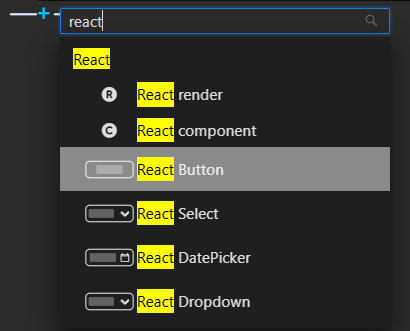 react
React
R React render
C React component
React Button
React Select
React DatePicker
React Dropdown